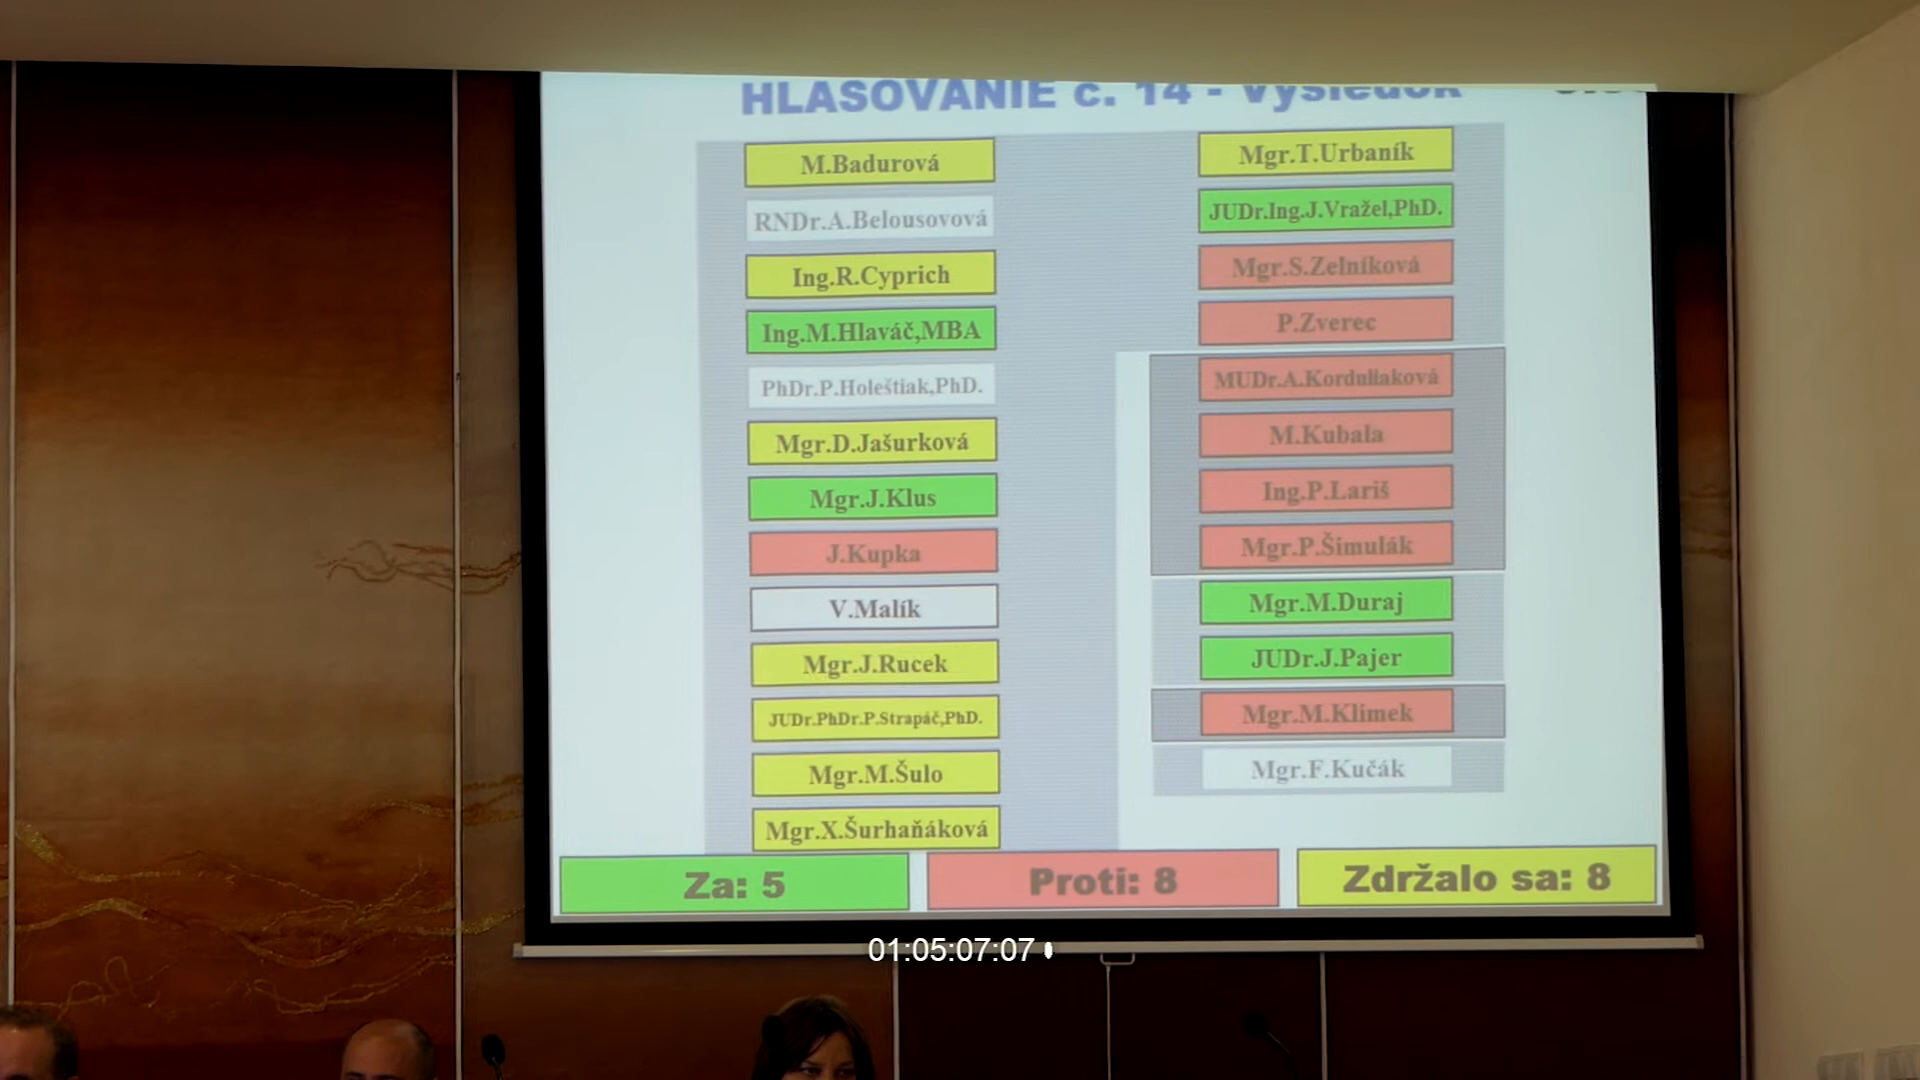 HLASOVANIE č. 14 - Výsledok
M.Badurová
RNDr.A.Belousovová
Ing.R.Cyprich
Ing.M.Hlaváč,MBA
PhDr.P.Holeštiak,PhD.
Mgr.D.Jašurková
Mgr.J.Klus
J.Kupka
V.Malík
Mgr.J.Rucek
JUDr.PhDr.P.Strapáč,PhD.
Mgr.M.Šulo
Mgr.X.Šurhaňáková
Mgr.T.Urbaník
JUDr.Ing.J.Vražel,PhD.
Mgr.S.Zelníková
P.Zverec
MUDr.A.Korduliaková
M.Kubala
Ing.P.Lariš
Mgr.P.Šimulák
Mgr.M.Duraj
JUDr.J.Pajer
Mgr.M.Klimek
Mgr.F.Kučák
Za: 5
Proti: 8
Zdržalo sa: 8
01:05:07:07